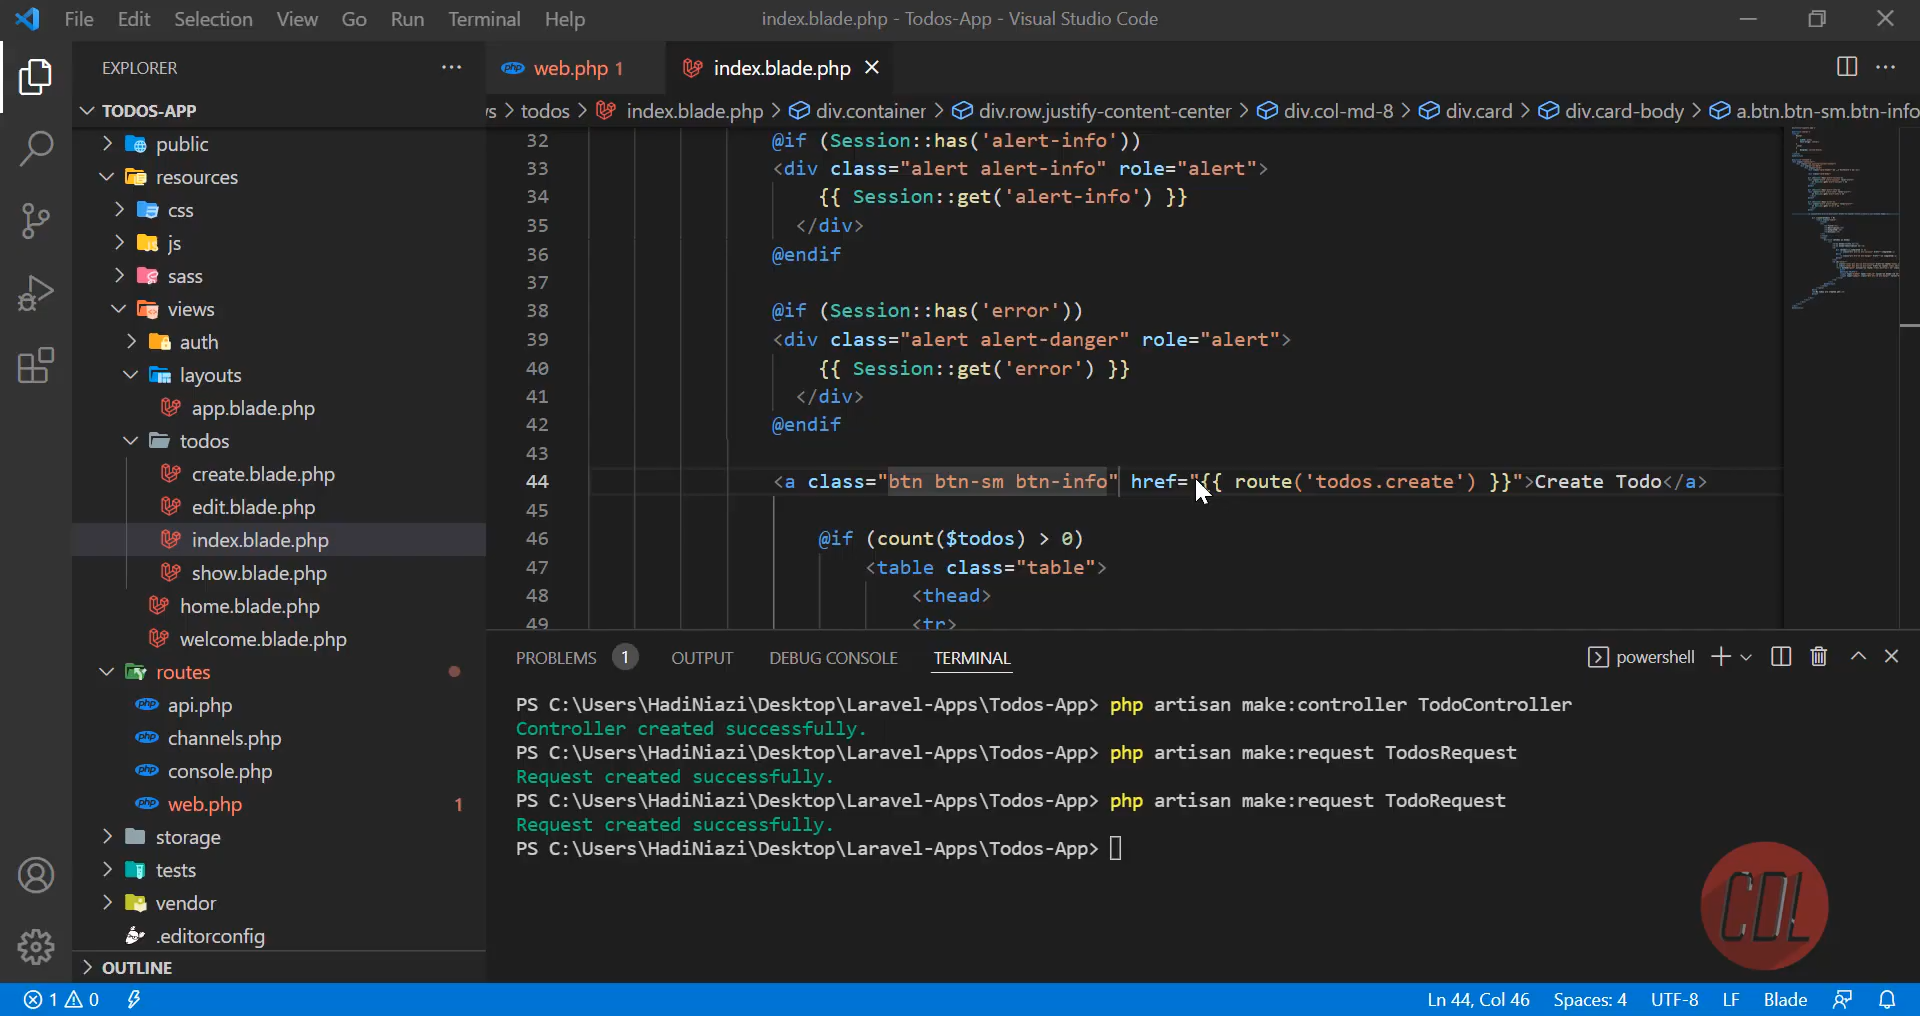 File Edit Selection View Go Run Terminal Help
index.blade.php - Todos-App - Visual Studio Code
EXPLORER
TODOS-APP
public
resources
css
js
sass
views
auth
layouts
app.blade.php
todos
create.blade.php
edit.blade.php
index.blade.php
show.blade.php
home.blade.php
welcome.blade.php
routes
api.php
channels.php
console.php
web.php 1
storage
tests
vendor
.editorconfig
OUTLINE
web.php 1 index.blade.php
s > todos > index.blade.php > div.container > div.row.justify-content-center > div.col-md-8 > div.card > div.card-body > a.btn.btn-sm.btn-info
32 @if (Session::has('alert-info'))
33 <div class="alert alert-info" role="alert">
34 {{ Session::get('alert-info') }}
35 </div>
36 @endif
37
38 @if (Session::has('error'))
39 <div class="alert alert-danger" role="alert">
40 {{ Session::get('error') }}
41 </div>
42 @endif
43
44 <a class="btn btn-sm btn-info" href="{{ route('todos.create') }}">Create Todo</a>
45
46 @if (count($todos) > 0)
47 <table class="table">
48 <thead>
49 <tr>
PROBLEMS 1 OUTPUT DEBUG CONSOLE TERMINAL
powershell
PS C:\Users\HadiNiazi\Desktop\Laravel-Apps\Todos-App> php artisan make:controller TodoController
Controller created successfully.
PS C:\Users\HadiNiazi\Desktop\Laravel-Apps\Todos-App> php artisan make:request TodosRequest
Request created successfully.
PS C:\Users\HadiNiazi\Desktop\Laravel-Apps\Todos-App> php artisan make:request TodoRequest
Request created successfully.
PS C:\Users\HadiNiazi\Desktop\Laravel-Apps\Todos-App>
CDL
1 0
Ln 44, Col 46 Spaces: 4 UTF-8 LF Blade